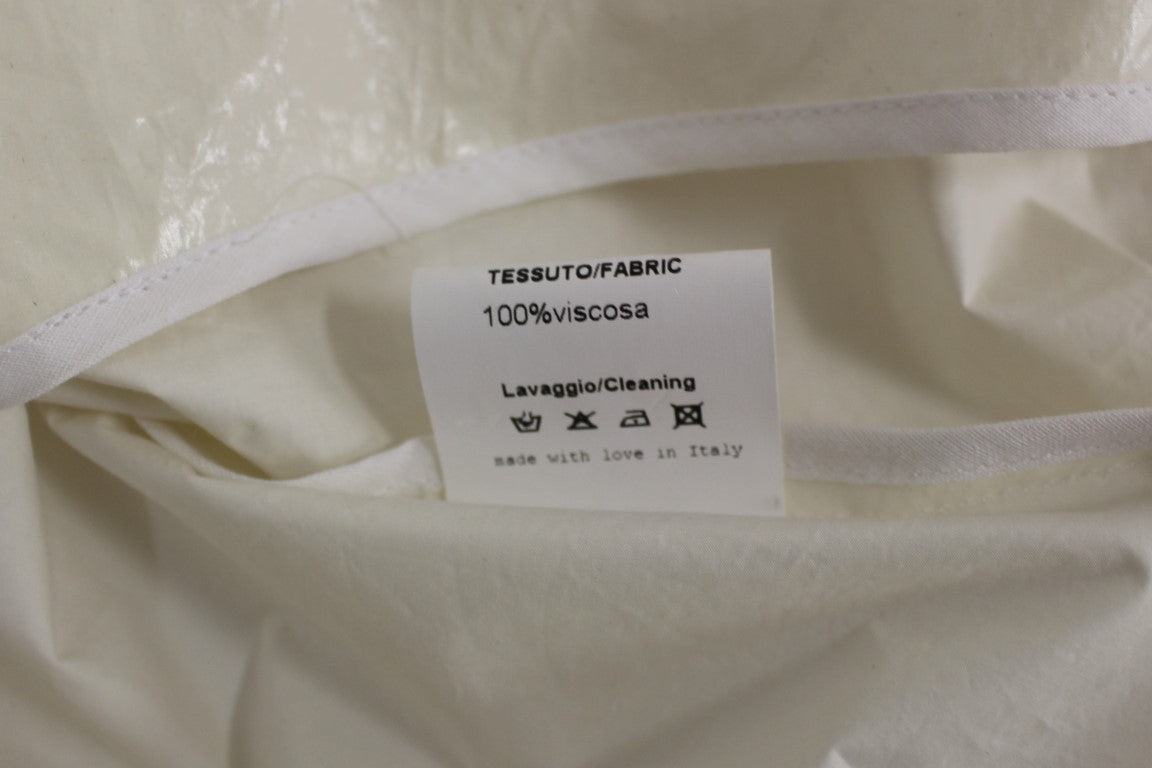 TESSUTO/FABRIC
100%viscosa
Lavaggio/Cleaning
made with love in Italy